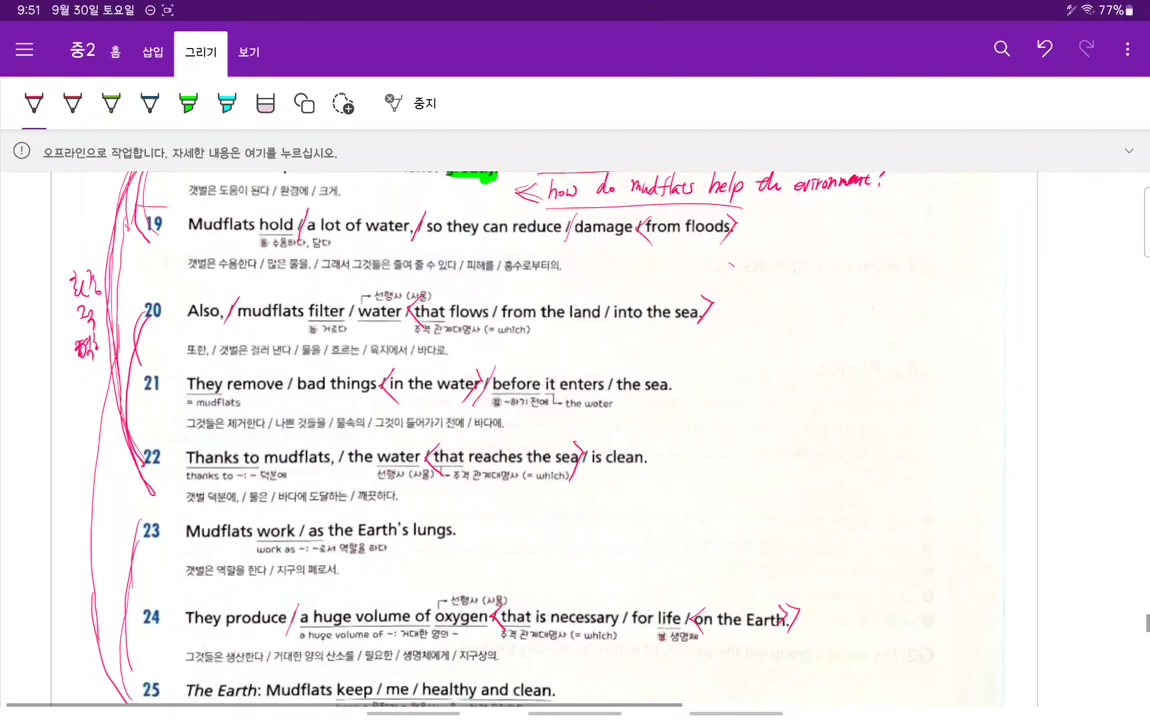 9:51 9월 30일 토요일 77%
중2 홈 삽입 그리기 보기
중지
오프라인으로 작업합니다. 자세한 내용은 여기를 누르십시오.
갯벌은 도움이 된다 / 환경에 / 크게.
how do mudflats help th environment?
19 Mudflats hold / a lot of water, / so they can reduce / damage from floods.
동 수용하다, 담다
갯벌은 수용한다 / 많은 물을, / 그래서 그것들은 줄여 줄 수 있다 / 피해를 / 홍수로부터의.
선행사 (사물)
20 Also, / mudflats filter / water / that flows / from the land / into the sea.
동 거르다 주격 관계대명사 (= which)
또한, / 갯벌은 걸러 낸다 / 물을 / 흐르는 / 육지에서 / 바다로.
21 They remove / bad things / in the water / before it enters / the sea.
= mudflats 접 ~하기 전에 the water
그것들은 제거한다 / 나쁜 것들을 / 물속의 / 그것이 들어가기 전에 / 바다에.
22 Thanks to mudflats, / the water / that reaches the sea / is clean.
thanks to ~: ~ 덕분에 선행사 (사물) 주격 관계대명사 (= which)
갯벌 덕분에, / 물은 / 바다에 도달하는 / 깨끗하다.
23 Mudflats work / as the Earth's lungs.
work as ~: ~로서 역할을 하다
갯벌은 역할을 한다 / 지구의 폐로서.
선행사 (사물)
24 They produce / a huge volume of oxygen / that is necessary / for life / on the Earth.
a huge volume of ~: 거대한 양의 ~ 주격 관계대명사 (= which) 명 생명체
그것들은 생산한다 / 거대한 양의 산소를 / 필요한 / 생명체에게 / 지구상의.
25 The Earth: Mudflats keep / me / healthy and clean.